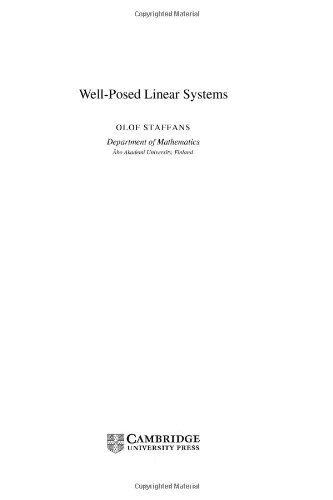 Copyrighted Material
Well-Posed Linear Systems
OLOF STAFFANS
Department of Mathematics
Åbo Akademi University, Finland
CAMBRIDGE
UNIVERSITY PRESS
Copyrighted Material